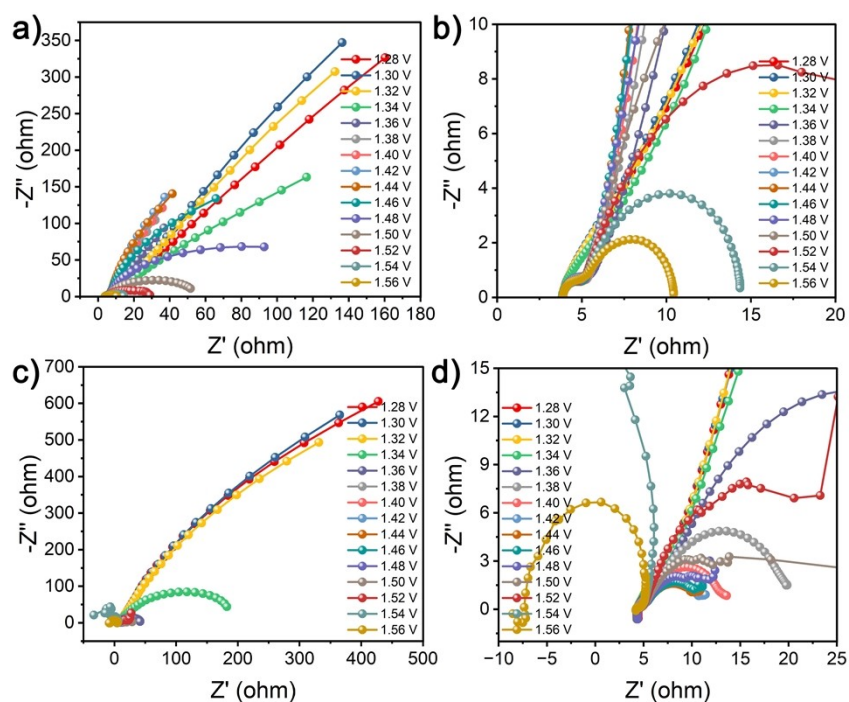 a)
350
300
250
200
150
100
50
0
-Z" (ohm)
0 20 40 60 80 100 120 140 160 180
Z' (ohm)
1.28 V
1.30 V
1.32 V
1.34 V
1.36 V
1.38 V
1.40 V
1.42 V
1.44 V
1.46 V
1.48 V
1.50 V
1.52 V
1.54 V
1.56 V
b)
10
8
6
4
2
0
-Z" (ohm)
0 5 10 15 20
Z' (ohm)
1.28 V
1.30 V
1.32 V
1.34 V
1.36 V
1.38 V
1.40 V
1.42 V
1.44 V
1.46 V
1.48 V
1.50 V
1.52 V
1.54 V
1.56 V
c)
700
600
500
400
300
200
100
0
-Z" (ohm)
0 100 200 300 400 500
Z' (ohm)
1.28 V
1.30 V
1.32 V
1.34 V
1.36 V
1.38 V
1.40 V
1.42 V
1.44 V
1.46 V
1.48 V
1.50 V
1.52 V
1.54 V
1.56 V
d)
15
12
9
6
3
0
-Z" (ohm)
-10 -5 0 5 10 15 20 25
Z' (ohm)
1.28 V
1.30 V
1.32 V
1.34 V
1.36 V
1.38 V
1.40 V
1.42 V
1.44 V
1.46 V
1.48 V
1.50 V
1.52 V
1.54 V
1.56 V